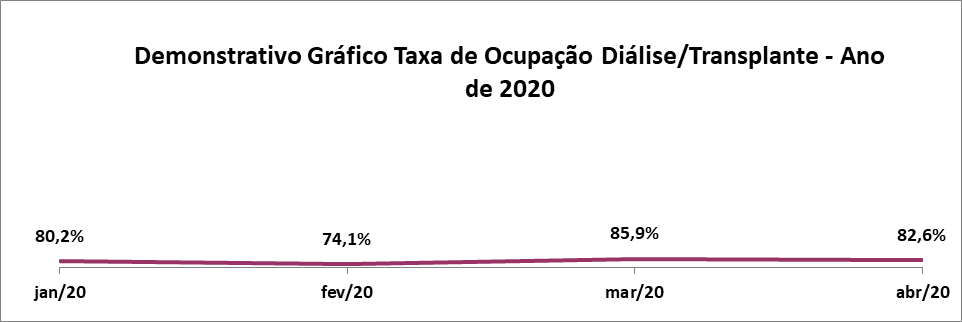 Demonstrativo Gráfico Taxa de Ocupação Diálise/Transplante - Ano
de 2020
80,2%
74,1%
85,9%
82,6%
jan/20
fev/20
mar/20
abr/20